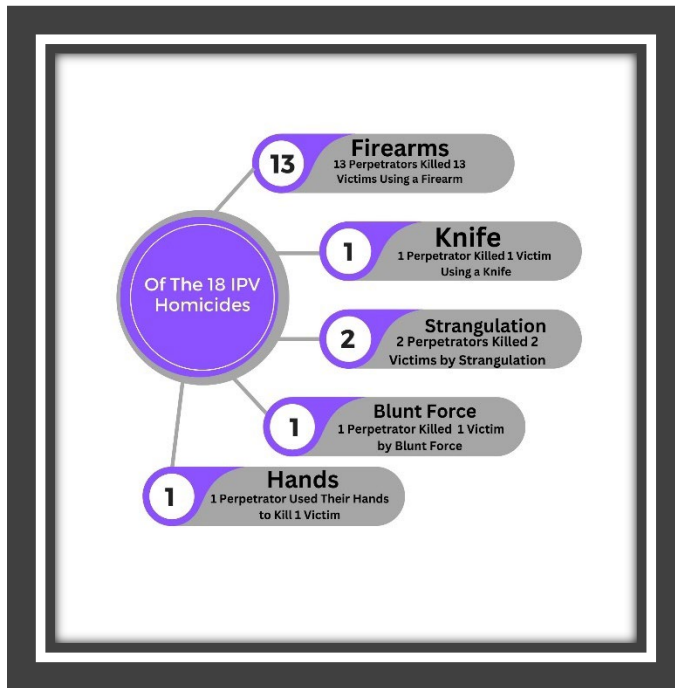 Of The 18 IPV
Homicides
13
Firearms
13 Perpetrators Killed 13
Victims Using a Firearm
1
Knife
1 Perpetrator Killed 1 Victim
Using a Knife
2
Strangulation
2 Perpetrators Killed 2
Victims by Strangulation
1
Blunt Force
1 Perpetrator Killed 1 Victim
by Blunt Force
1
Hands
1 Perpetrator Used Their Hands
to Kill 1 Victim